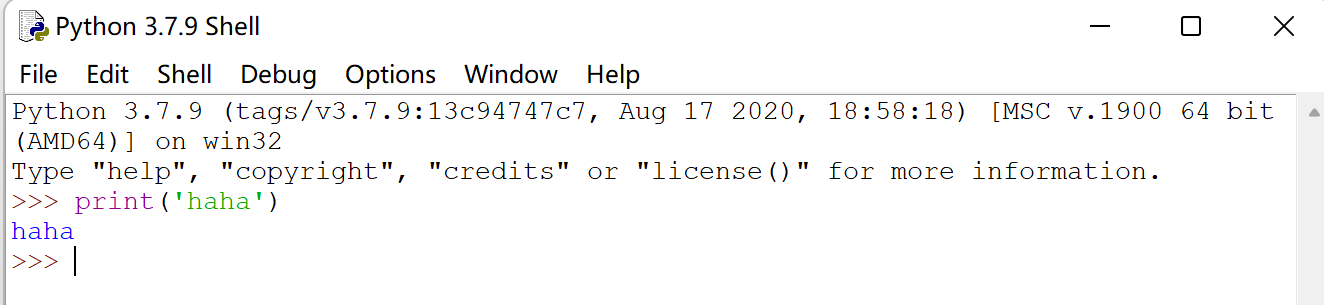 Python 3.7.9 Shell
File Edit Shell Debug Options Window Help
Python 3.7.9 (tags/v3.7.9:13c94747c7, Aug 17 2020, 18:58:18) [MSC v.1900 64 bit
(AMD64)] on win32
Type "help", "copyright", "credits" or "license()" for more information.
>>> print('haha')
haha
>>>